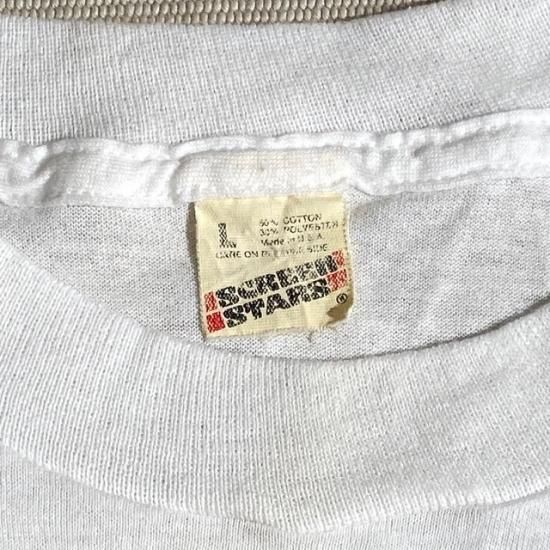 L
50% COTTON
50% POLYESTER
Made in U.S.A.
CARE ON REVERSE SIDE
SCREEN
STARS®